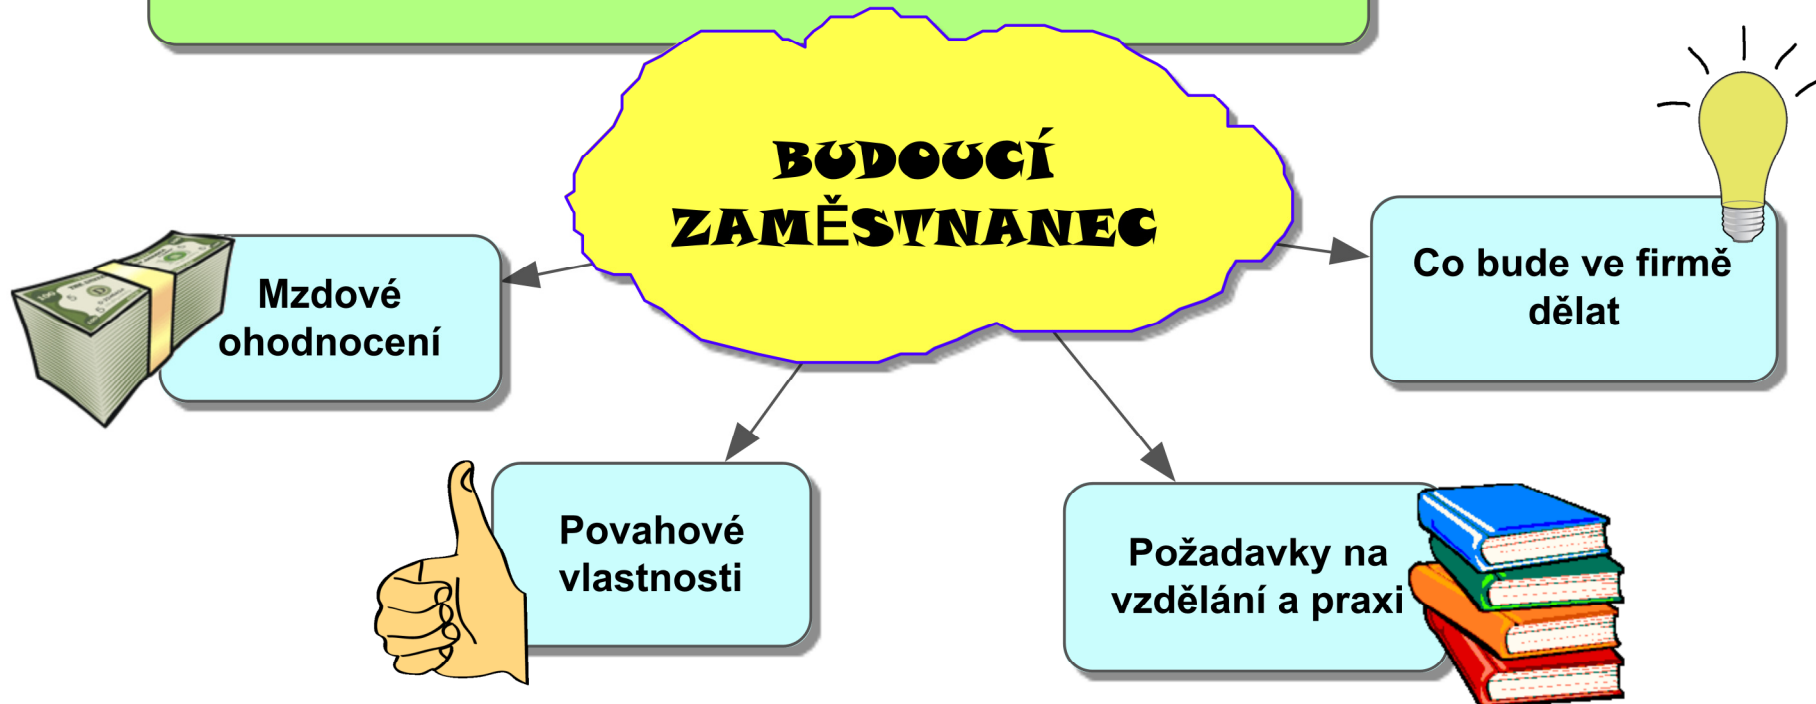 BUDOUCÍ
ZAMĚSTNANEC
Mzdové
ohodnocení
Co bude ve firmě
dělat
Povahové
vlastnosti
Požadavky na
vzdělání a praxi